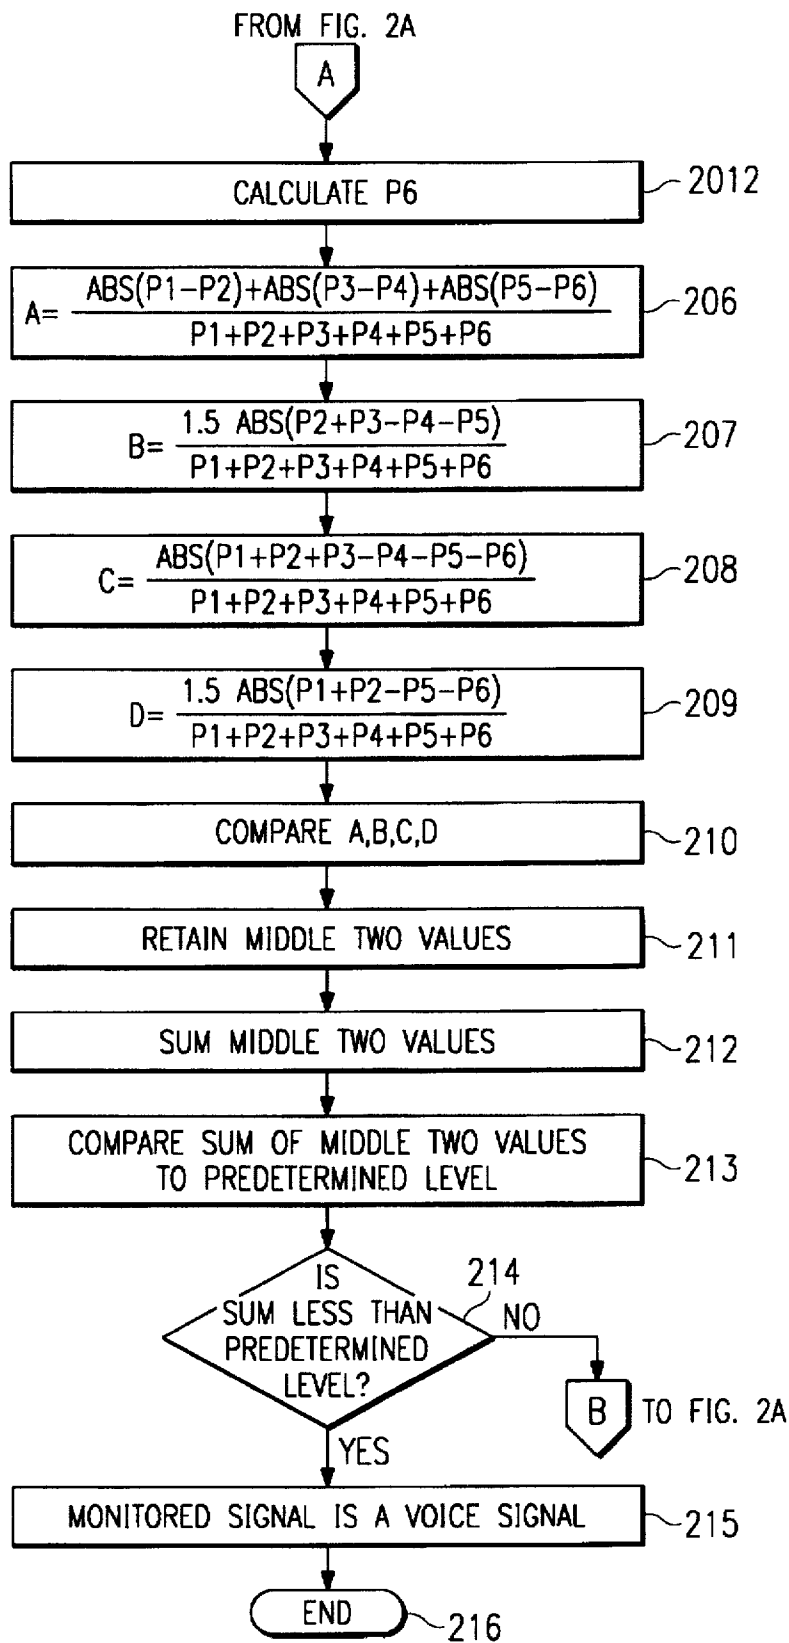 FROM FIG. 2A
A
CALCULATE P6
2012
A= ABS(P1-P2)+ABS(P3-P4)+ABS(P5-P6)
P1+P2+P3+P4+P5+P6
206
B= 1.5 ABS(P2+P3-P4-P5)
P1+P2+P3+P4+P5+P6
207
C= ABS(P1+P2+P3-P4-P5-P6)
P1+P2+P3+P4+P5+P6
208
D= 1.5 ABS(P1+P2-P5-P6)
P1+P2+P3+P4+P5+P6
209
COMPARE A,B,C,D
210
RETAIN MIDDLE TWO VALUES
211
SUM MIDDLE TWO VALUES
212
COMPARE SUM OF MIDDLE TWO VALUES
TO PREDETERMINED LEVEL
213
IS
SUM LESS THAN
PREDETERMINED
LEVEL?
214
NO
B
TO FIG. 2A
YES
MONITORED SIGNAL IS A VOICE SIGNAL
215
END
216